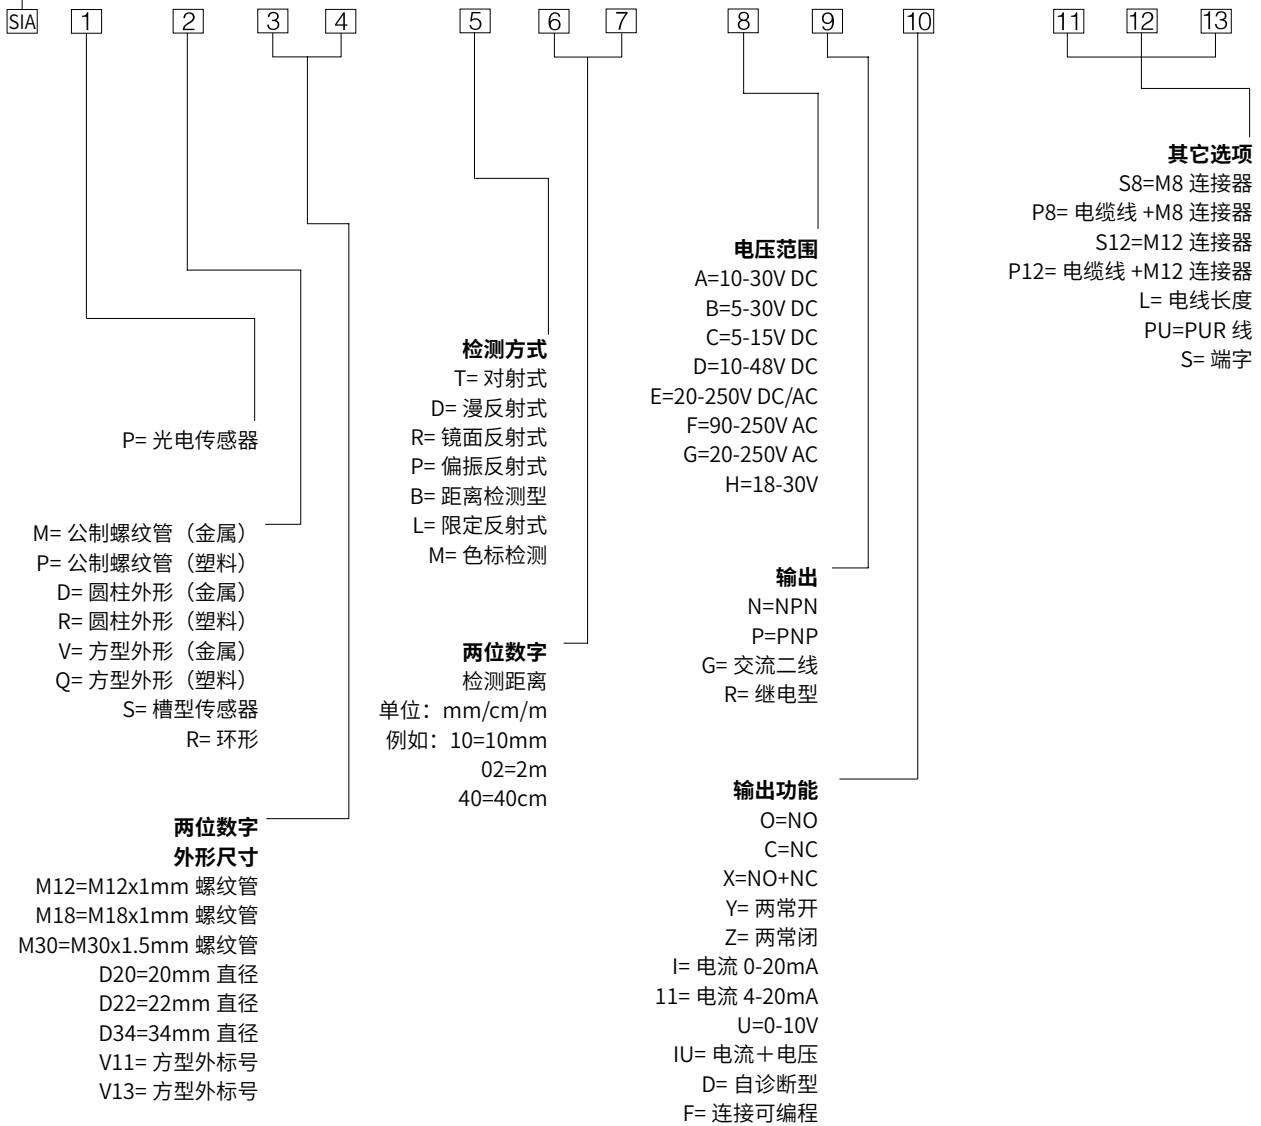 SIA 1 2 3 4 5 6 7 8 9 10 11 12 13
P= 光电传感器
M= 公制螺纹管（金属）
P= 公制螺纹管（塑料）
D= 圆柱外形（金属）
R= 圆柱外形（塑料）
V= 方型外形（金属）
Q= 方型外形（塑料）
S= 槽型传感器
R= 环形
两位数字
外形尺寸
M12=M12x1mm 螺纹管
M18=M18x1mm 螺纹管
M30=M30x1.5mm 螺纹管
D20=20mm 直径
D22=22mm 直径
D34=34mm 直径
V11= 方型外标号
V13= 方型外标号
检测方式
T= 对射式
D= 漫反射式
R= 镜面反射式
P= 偏振反射式
B= 距离检测型
L= 限定反射式
M= 色标检测
两位数字
检测距离
单位：mm/cm/m
例如：10=10mm
02=2m
40=40cm
电压范围
A=10-30V DC
B=5-30V DC
C=5-15V DC
D=10-48V DC
E=20-250V DC/AC
F=90-250V AC
G=20-250V AC
H=18-30V
输出
N=NPN
P=PNP
G= 交流二线
R= 继电型
输出功能
O=NO
C=NC
X=NO+NC
Y= 两常开
Z= 两常闭
I= 电流 0-20mA
11= 电流 4-20mA
U=0-10V
IU= 电流＋电压
D= 自诊断型
F= 连接可编程
其它选项
S8=M8 连接器
P8= 电缆线 +M8 连接器
S12=M12 连接器
P12= 电缆线 +M12 连接器
L= 电线长度
PU=PUR 线
S= 端字